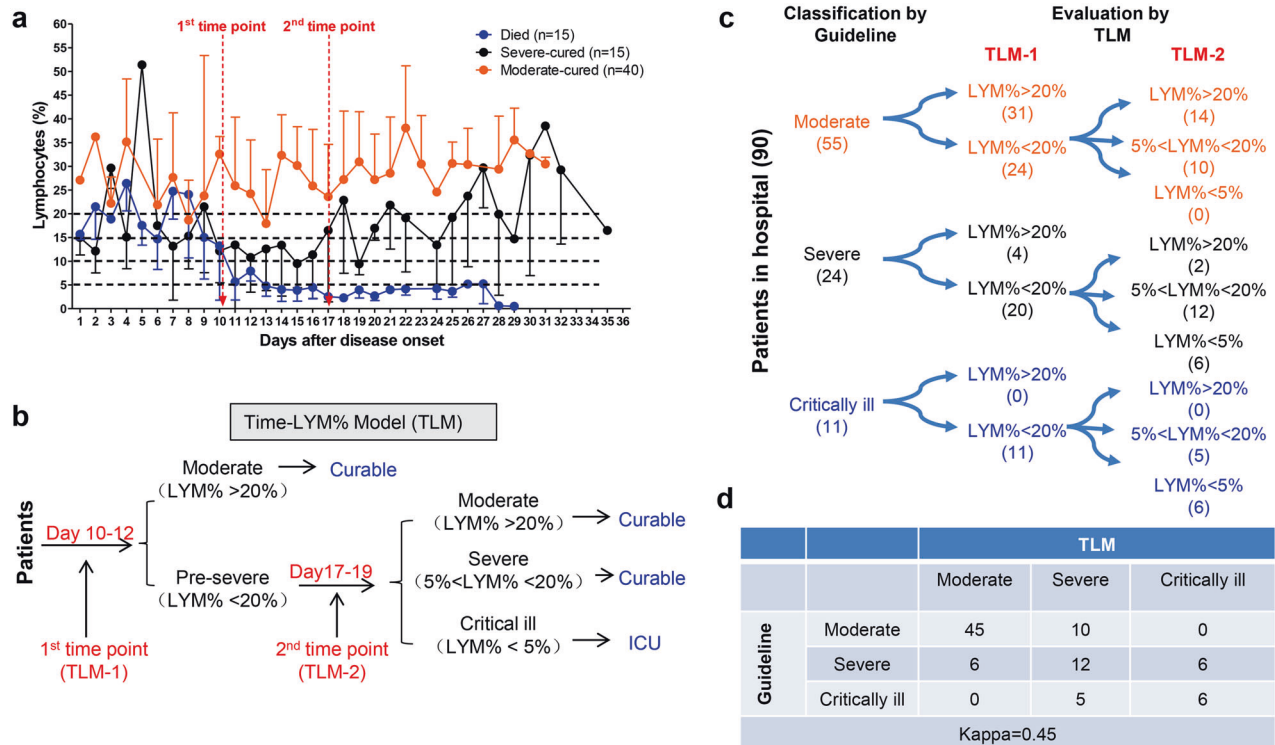 a
1st time point 2nd time point
Died (n=15)
Severe-cured (n=15)
Moderate-cured (n=40)
Lymphocytes (%)
60
55
50
45
40
35
30
25
20
15
10
5
0
1 2 3 4 5 6 7 8 9 10 11 12 13 14 15 16 17 18 19 20 21 22 23 24 25 26 27 28 29 30 31 32 33 34 35 36
Days after disease onset
b
Time-LYM% Model (TLM)
Patients
Day 10-12
1st time point
(TLM-1)
Moderate
(LYM% >20%)
Curable
Pre-severe
(LYM% <20%)
Day17-19
2nd time point
(TLM-2)
Moderate
(LYM% >20%)
Curable
Severe
(5%<LYM% <20%)
Curable
Critical ill
(LYM% < 5%)
ICU
c
Classification by
Guideline
Evaluation by
TLM
TLM-1
TLM-2
Patients in hospital (90)
Moderate
(55)
LYM%>20%
(31)
LYM%<20%
(24)
LYM%>20%
(14)
5%<LYM%<20%
(10)
LYM%<5%
(0)
Severe
(24)
LYM%>20%
(4)
LYM%<20%
(20)
LYM%>20%
(2)
5%<LYM%<20%
(12)
LYM%<5%
(6)
Critically ill
(11)
LYM%>20%
(0)
LYM%<20%
(11)
LYM%>20%
(0)
5%<LYM%<20%
(5)
LYM%<5%
(6)
d
TLM
Moderate Severe Critically ill
Guideline
Moderate 45 10 0
Severe 6 12 6
Critically ill 0 5 6
Kappa=0.45